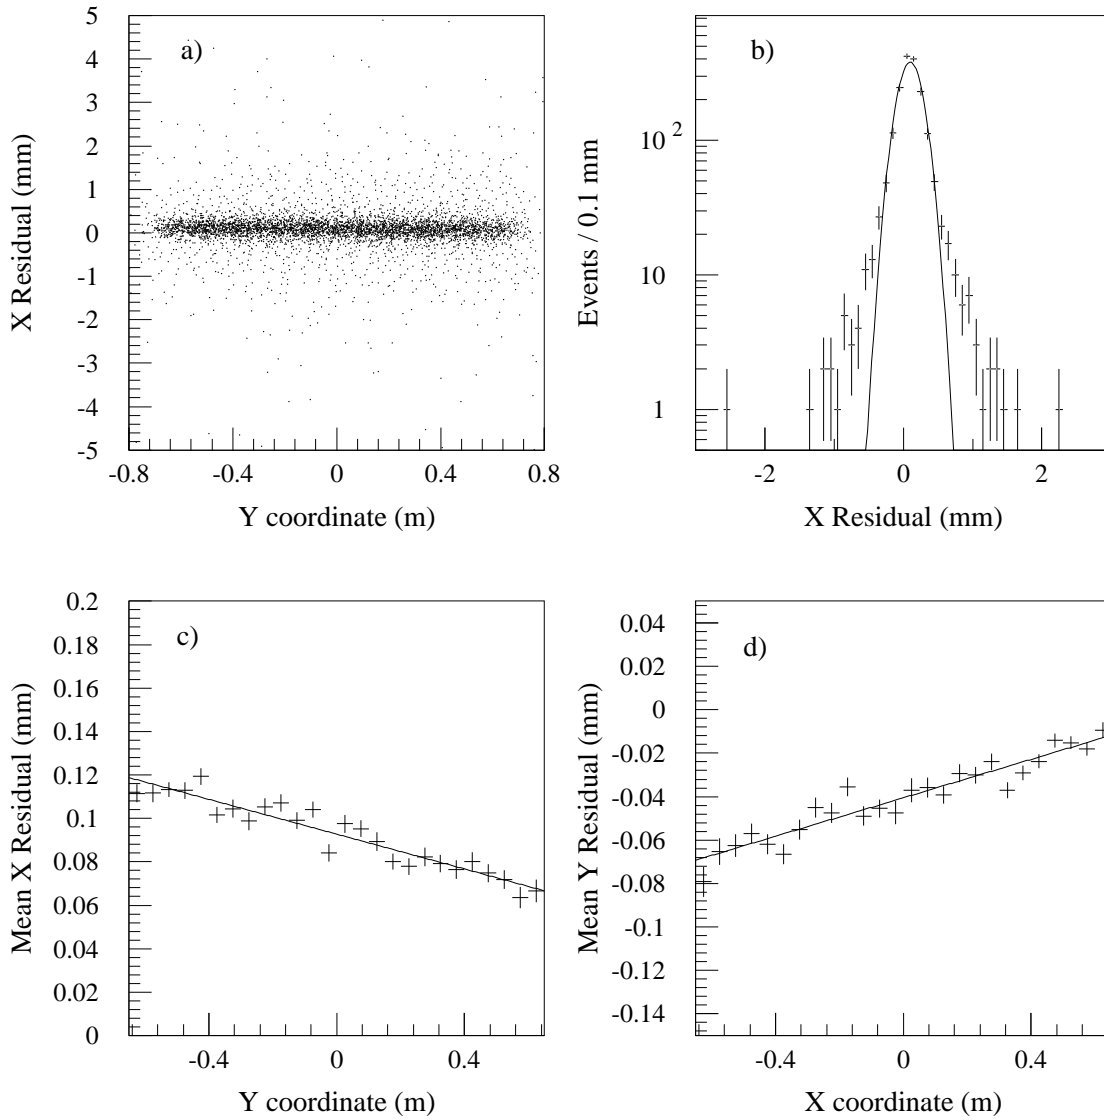 a)
5
4
3
2
1
0
-1
-2
-3
-4
-5
X Residual (mm)
-0.8 -0.4 0 0.4 0.8
Y coordinate (m)
b)
10 2
10
1
Events / 0.1 mm
-2 0 2
X Residual (mm)
c)
0.2
0.18
0.16
0.14
0.12
0.1
0.08
0.06
0.04
0.02
0
Mean X Residual (mm)
-0.4 0 0.4
Y coordinate (m)
d)
0.04
0.02
0
-0.02
-0.04
-0.06
-0.08
-0.1
-0.12
-0.14
Mean Y Residual (mm)
-0.4 0 0.4
X coordinate (m)